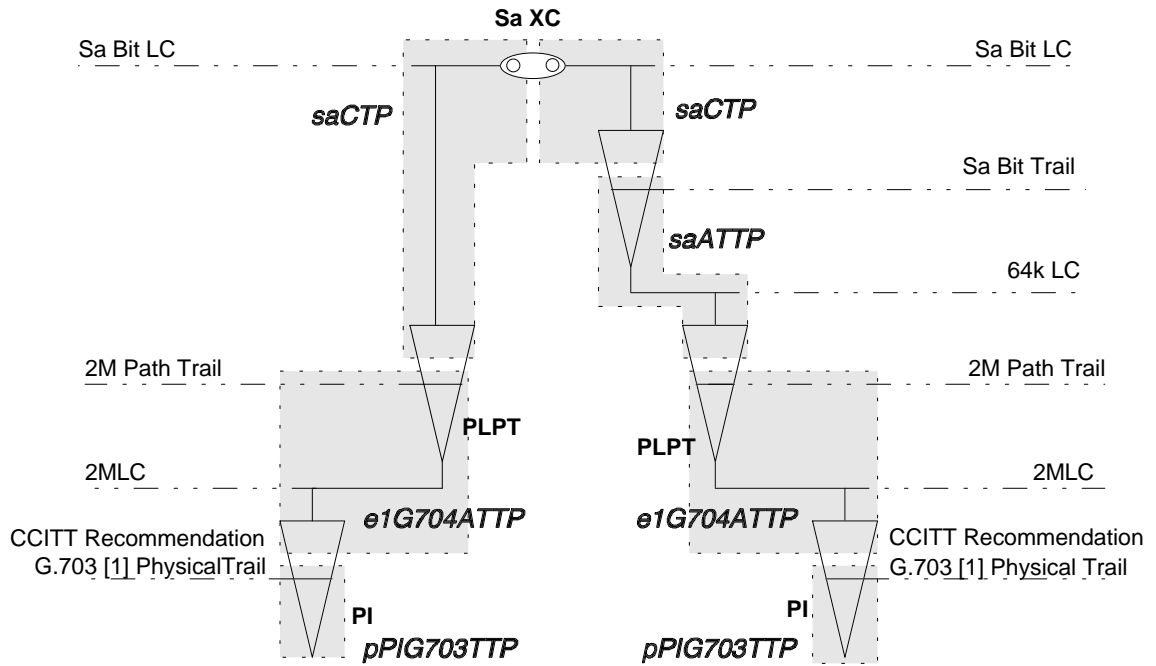 Sa XC
Sa Bit LC
Sa Bit LC
saCTP
saCTP
Sa Bit Trail
saATTP
64k LC
2M Path Trail
2M Path Trail
PLPT
PLPT
2MLC
2MLC
e1G704ATTP
e1G704ATTP
CCITT Recommendation
G.703 [1] PhysicalTrail
CCITT Recommendation
G.703 [1] Physical Trail
PI
PI
pPIG703TTP
pPIG703TTP